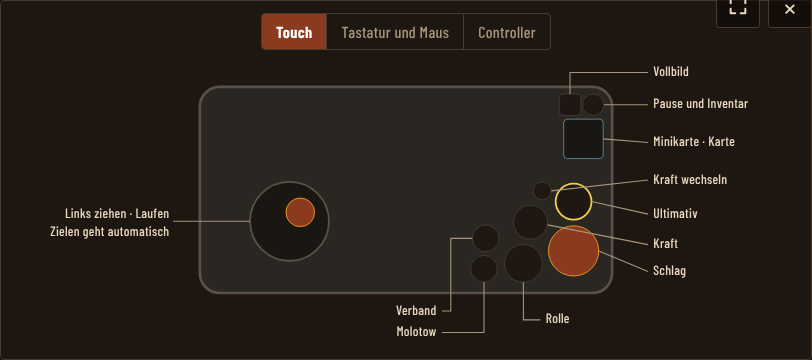 Touch
Tastatur und Maus
Controller
Vollbild
Pause und Inventar
Minikarte · Karte
Kraft wechseln
Links ziehen · Laufen
Zielen geht automatisch
Ultimativ
Kraft
Schlag
Verband
Molotow
Rolle